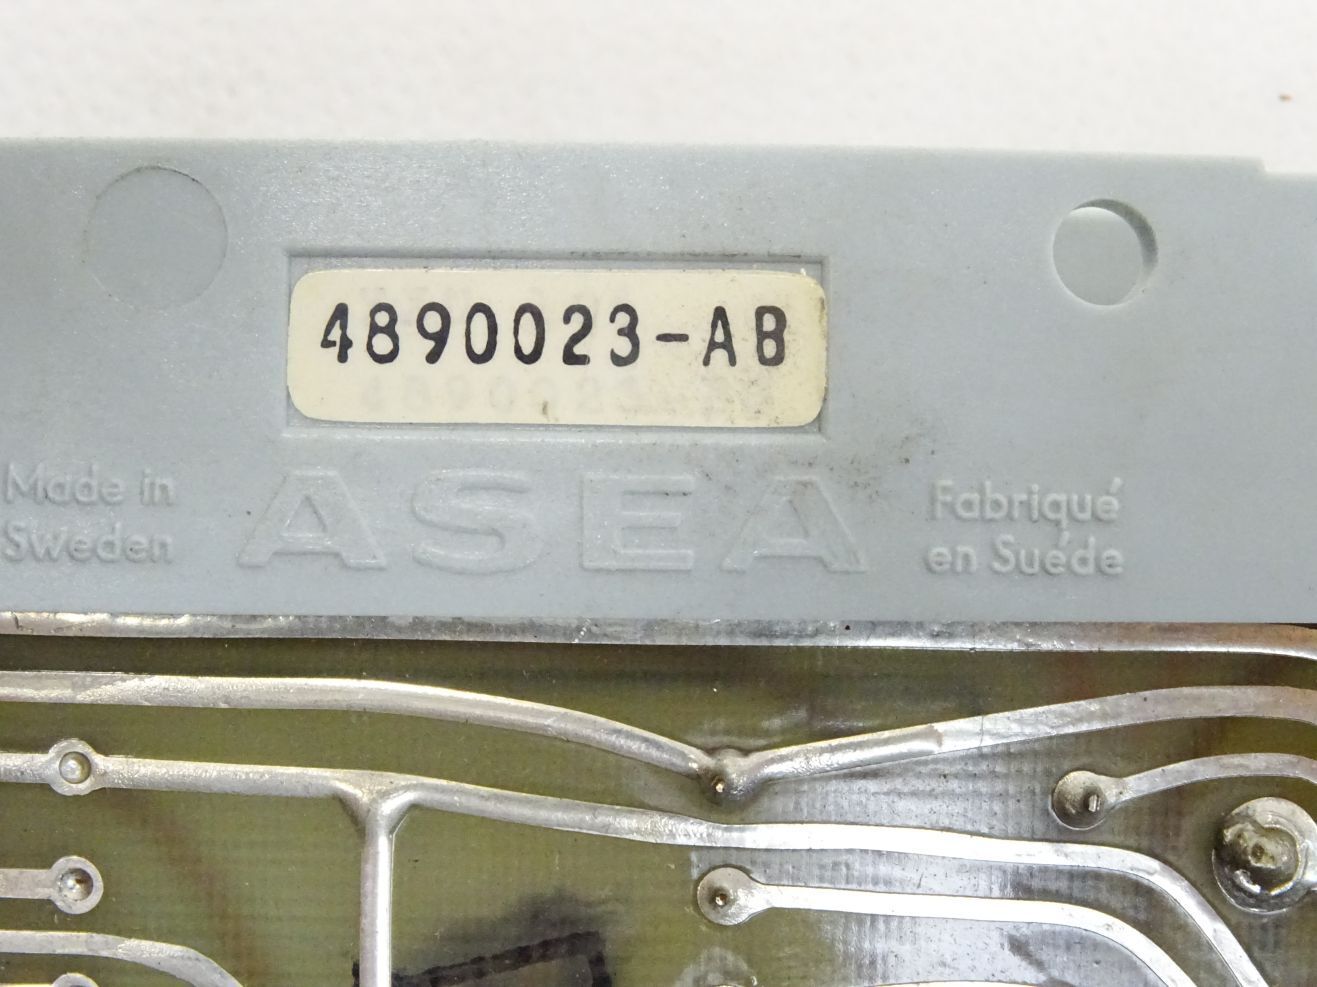 4890023-AB
Made in
Sweden
ASEA
Fabriqué
en Suéde